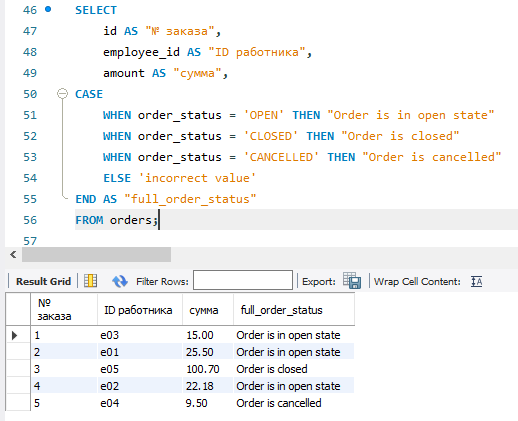 46 SELECT
47 id AS "№ заказа",
48 employee_id AS "ID работника",
49 amount AS "сумма",
50 CASE
51 WHEN order_status = 'OPEN' THEN "Order is in open state"
52 WHEN order_status = 'CLOSED' THEN "Order is closed"
53 WHEN order_status = 'CANCELLED' THEN "Order is cancelled"
54 ELSE 'incorrect value'
55 END AS "full_order_status"
56 FROM orders;
57
Result Grid Filter Rows: Export: Wrap Cell Content: IA
№ заказа ID работника сумма full_order_status
1 e03 15.00 Order is in open state
2 e01 25.50 Order is in open state
3 e05 100.70 Order is closed
4 e02 22.18 Order is in open state
5 e04 9.50 Order is cancelled